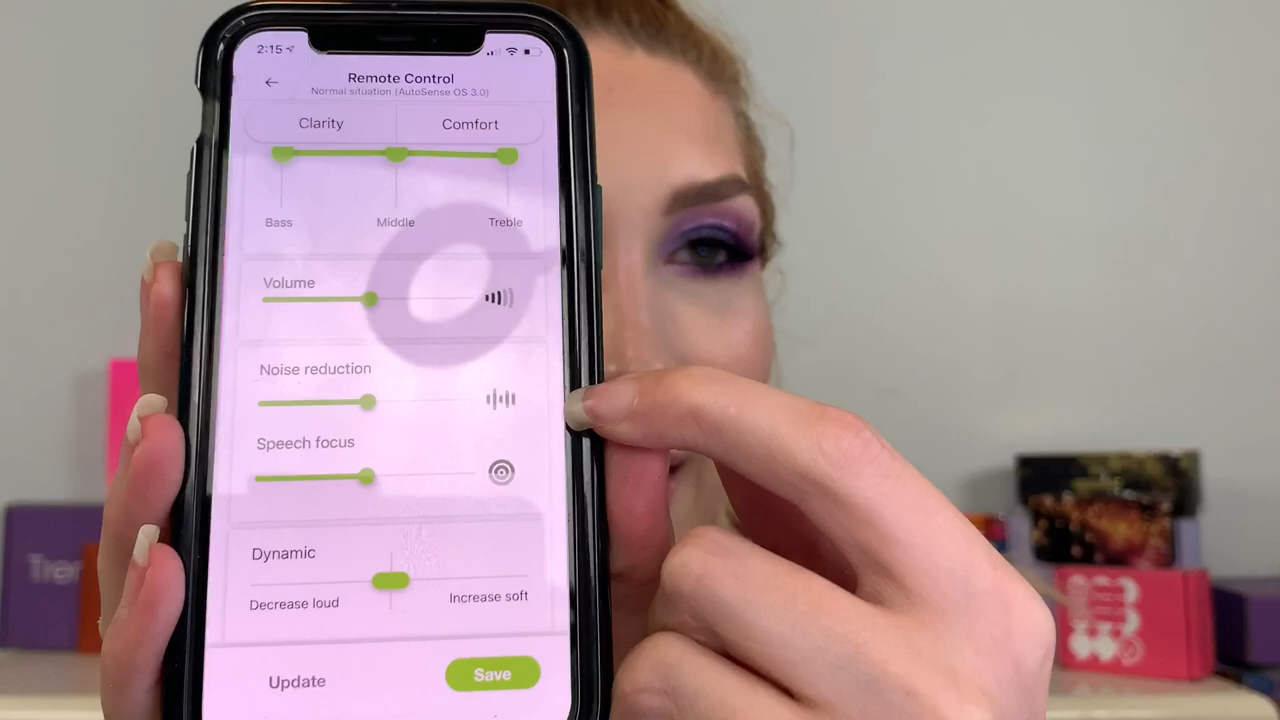 2:15
Remote Control
Normal situation (AutoSense OS 3.0)
Clarity Comfort
Bass Middle Treble
Volume
Noise reduction
Speech focus
Dynamic
Decrease loud Increase soft
Update Save